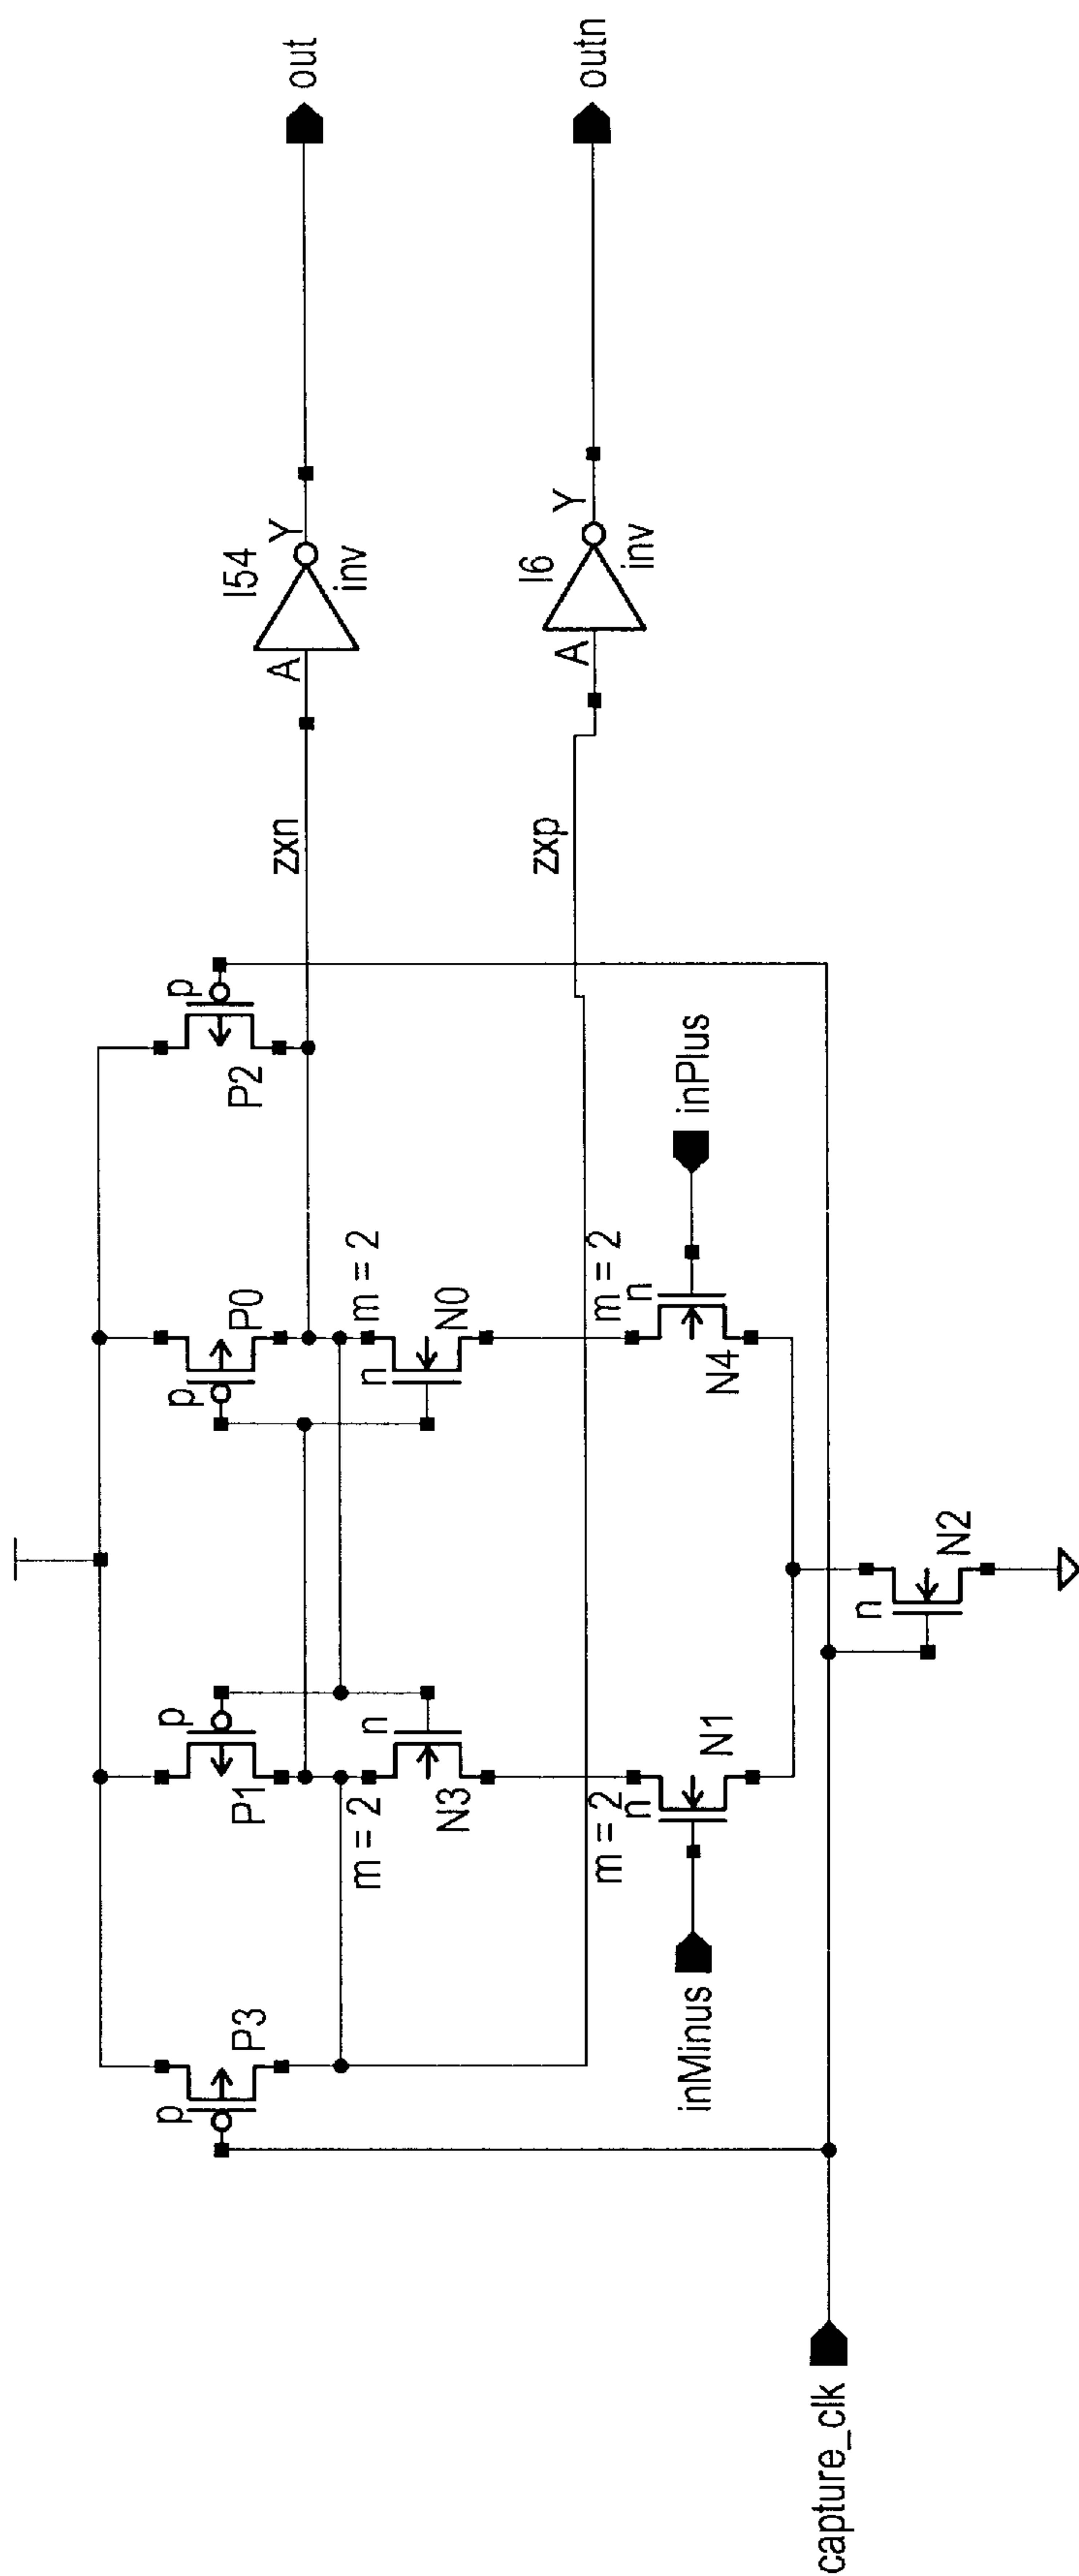 out
outn
I54
Y
A
inv
I6
Y
A
inv
zxn
zxp
p
P2
p
P0
p
P1
p
P3
m = 2
n
N0
m = 2
n
N3
inPlus
m = 2
n
N4
m = 2
n
N1
inMinus
n
N2
capture_clk